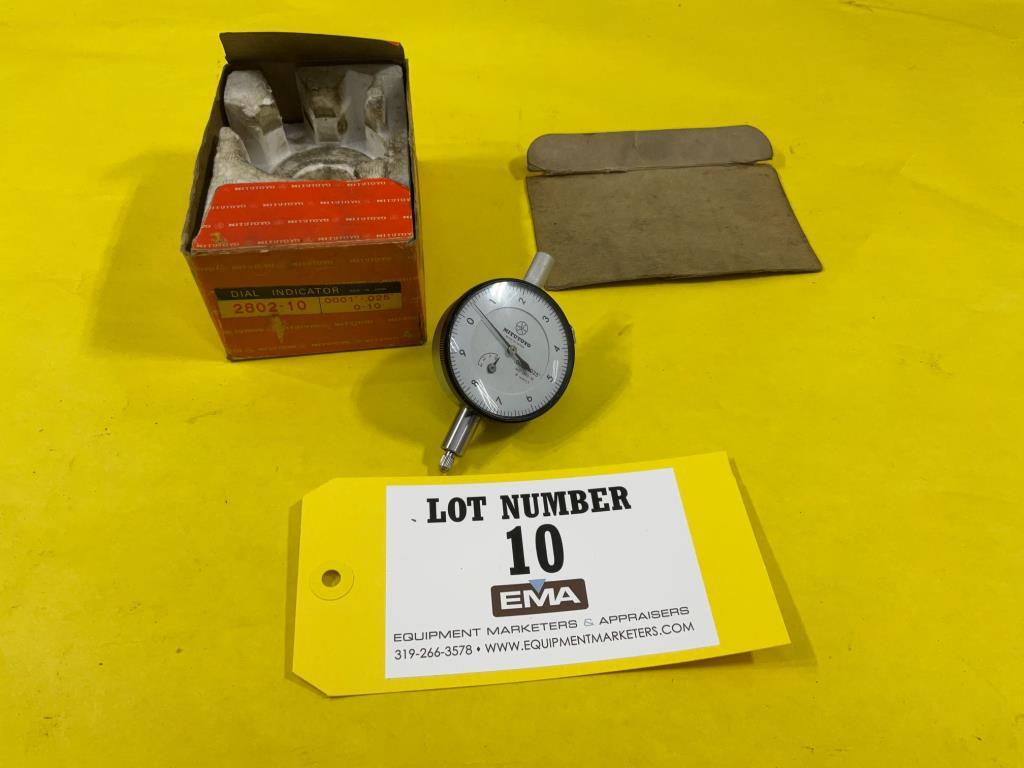 MITUTOYO
DIAL INDICATOR
2802-10
.0001"-.025
0-10
MITUTOYO
0 1 2 3 4 5 6 7 8 9
LOT NUMBER
10
EMA
EQUIPMENT MARKETERS & APPRAISERS
319-266-3578 • WWW.EQUIPMENTMARKETERS.COM